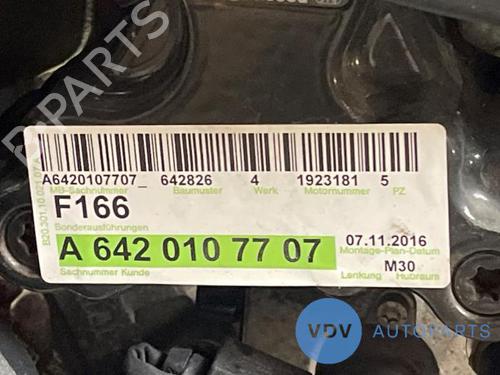 A6420107707_ 642826 4 1923181 5
MB-Sachnummer Baumuster Werk Motornummer PZ
F166
Sonderausführungen
A 642 010 77 07
Sachnummer Kunde
07.11.2016
Montage-Plan-Datum
M30
Lenkung Hubraum
B-PARTS
VDV AUTOPARTS